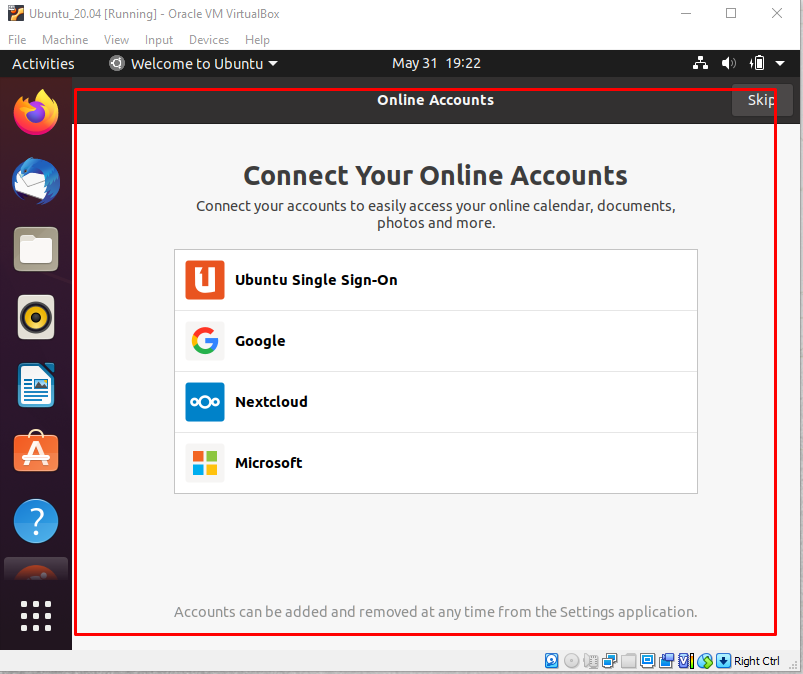 Ubuntu_20.04 [Running] - Oracle VM VirtualBox
File Machine View Input Devices Help
Activities Welcome to Ubuntu May 31 19:22
Online Accounts Skip
Connect Your Online Accounts
Connect your accounts to easily access your online calendar, documents,
photos and more.
Ubuntu Single Sign-On
Google
Nextcloud
Microsoft
Accounts can be added and removed at any time from the Settings application.
Right Ctrl